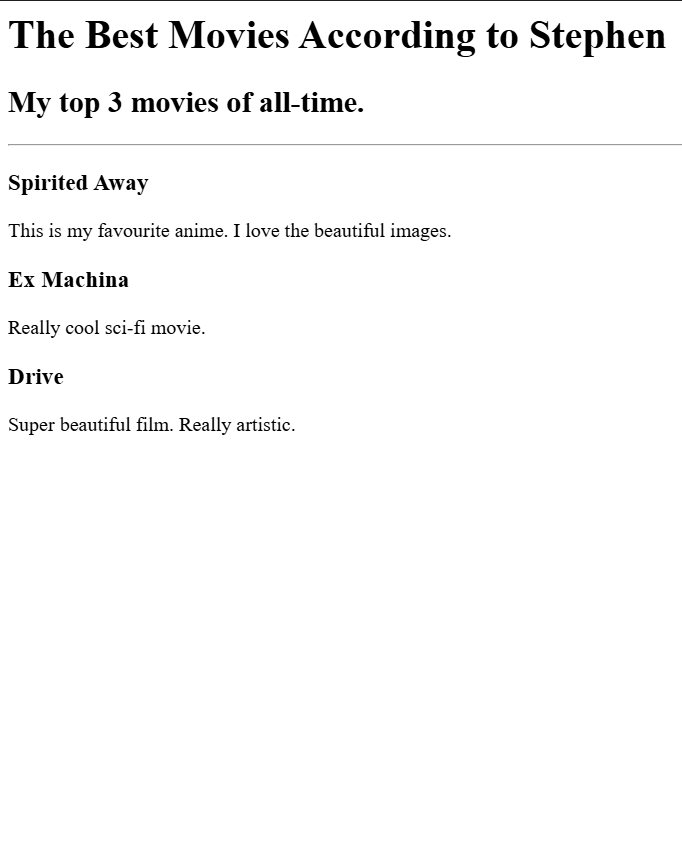 The Best Movies According to Stephen
My top 3 movies of all-time.
Spirited Away
This is my favourite anime. I love the beautiful images.
Ex Machina
Really cool sci-fi movie.
Drive
Super beautiful film. Really artistic.